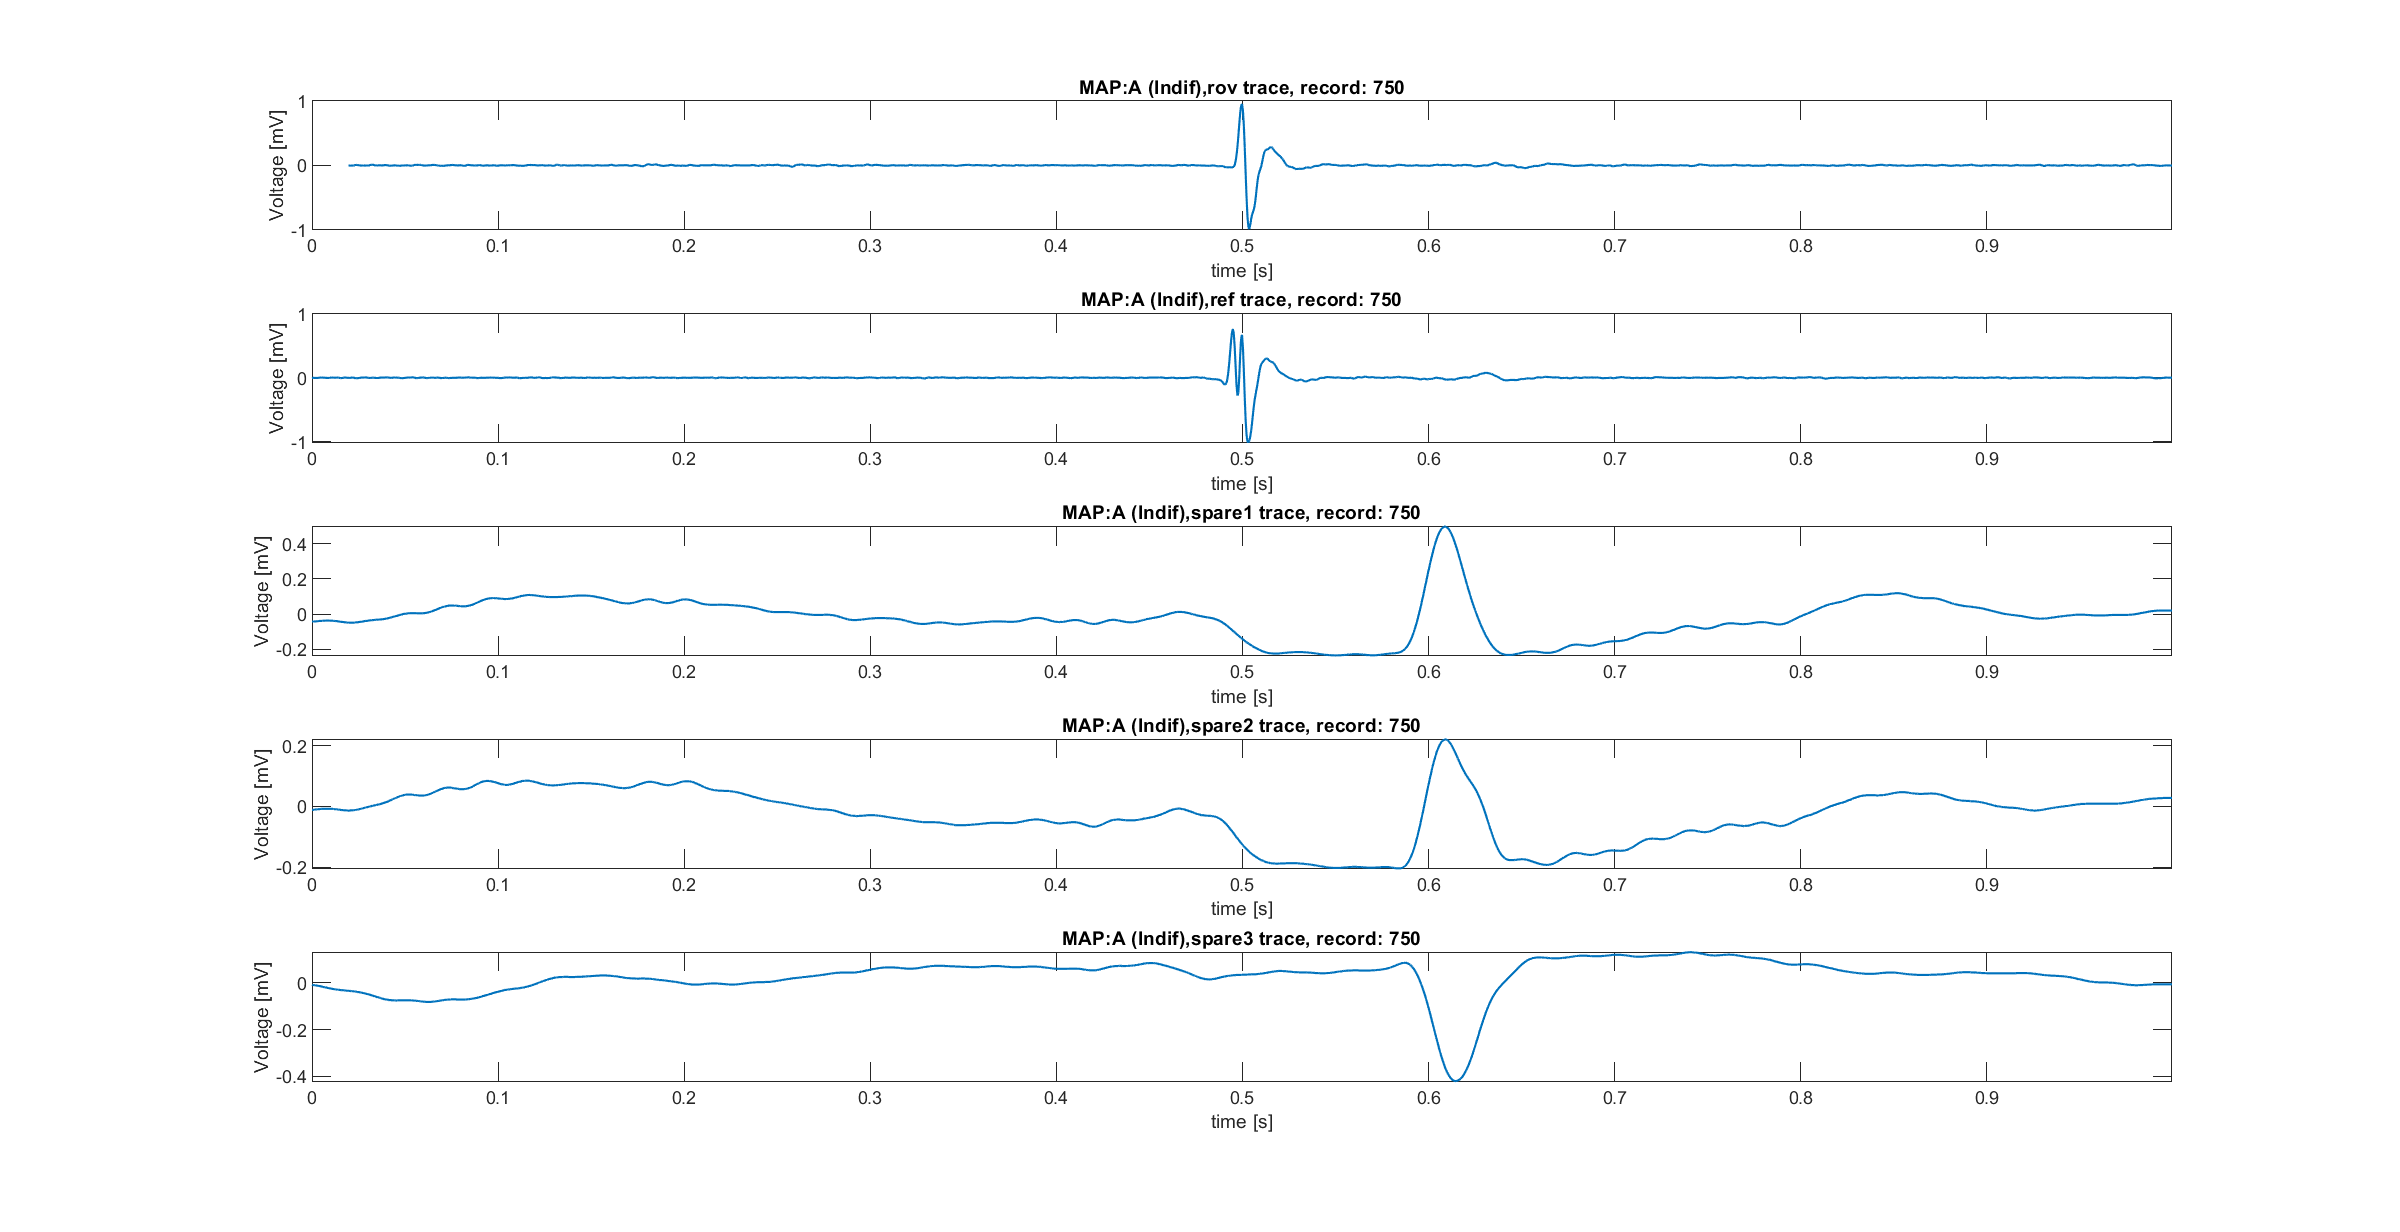 MAP:A (Indif),rov trace, record: 750
Voltage [mV]
1
0
-1
0 0.1 0.2 0.3 0.4 0.5 0.6 0.7 0.8 0.9
time [s]
MAP:A (Indif),ref trace, record: 750
Voltage [mV]
1
0
-1
0 0.1 0.2 0.3 0.4 0.5 0.6 0.7 0.8 0.9
time [s]
MAP:A (Indif),spare1 trace, record: 750
Voltage [mV]
0.4
0.2
0
-0.2
0 0.1 0.2 0.3 0.4 0.5 0.6 0.7 0.8 0.9
time [s]
MAP:A (Indif),spare2 trace, record: 750
Voltage [mV]
0.2
0
-0.2
0 0.1 0.2 0.3 0.4 0.5 0.6 0.7 0.8 0.9
time [s]
MAP:A (Indif),spare3 trace, record: 750
Voltage [mV]
0
-0.2
-0.4
0 0.1 0.2 0.3 0.4 0.5 0.6 0.7 0.8 0.9
time [s]